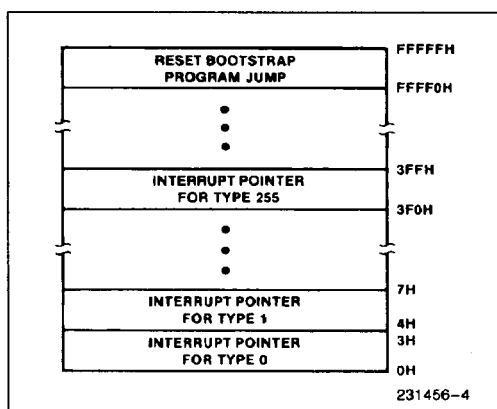 FFFFFH
RESET BOOTSTRAP
PROGRAM JUMP
FFFF0H
3FFH
INTERRUPT POINTER
FOR TYPE 255
3F0H
7H
INTERRUPT POINTER
FOR TYPE 1
4H
3H
INTERRUPT POINTER
FOR TYPE 0
0H
231456-4